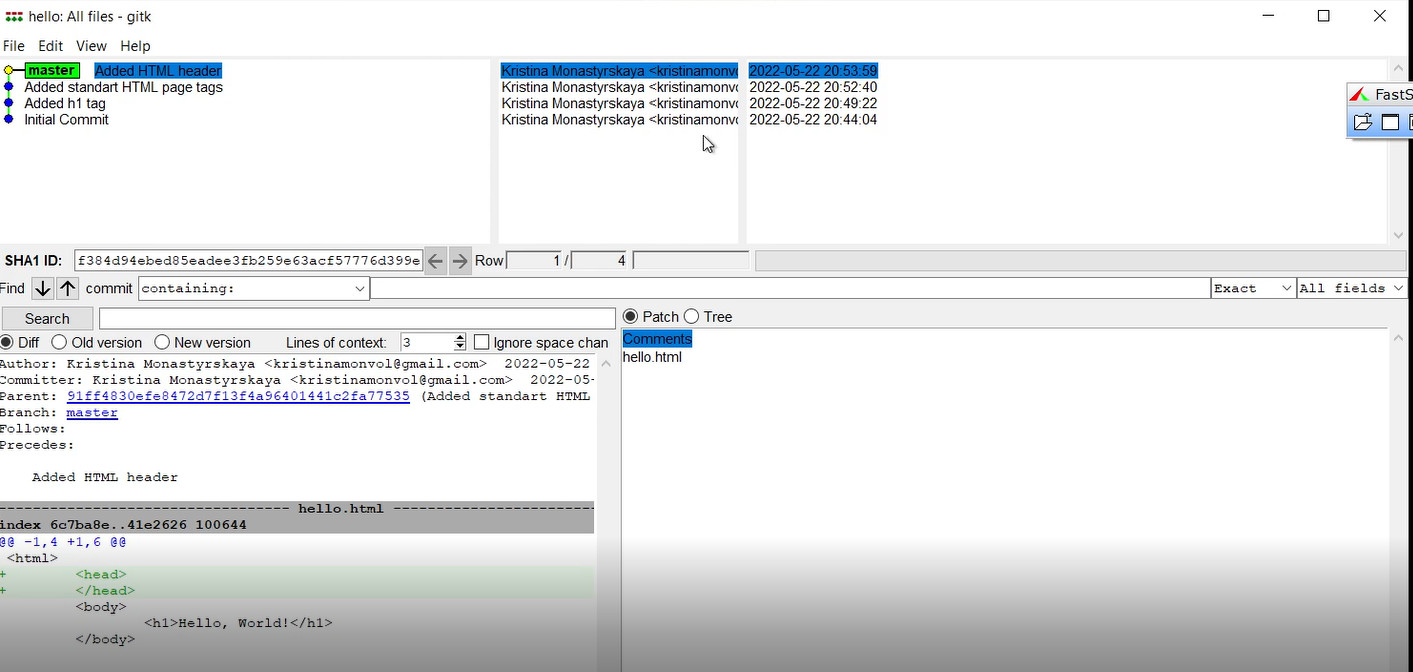 hello: All files - gitk
File Edit View Help
master Added HTML header Kristina Monastyrskaya <kristinamonvo 2022-05-22 20:53:59
Added standart HTML page tags Kristina Monastyrskaya <kristinamonvo 2022-05-22 20:52:40
Added h1 tag Kristina Monastyrskaya <kristinamonvo 2022-05-22 20:49:22
Initial Commit Kristina Monastyrskaya <kristinamonvo 2022-05-22 20:44:04
FastS
SHA1 ID: f384d94ebed85eadee3fb259e63acf57776d399e Row 1 / 4
Find commit containing: Exact All fields
Search
Patch Tree
Diff Old version New version Lines of context: 3 Ignore space chan
Comments
hello.html
Author: Kristina Monastyrskaya <kristinamonvol@gmail.com> 2022-05-22
Committer: Kristina Monastyrskaya <kristinamonvol@gmail.com> 2022-05-
Parent: 91ff4830efe8472d7f13f4a96401441c2fa77535 (Added standart HTML
Branch: master
Follows:
Precedes:
Added HTML header
---------------------------------- hello.html ------------------------
index 6c7ba8e..41e2626 100644
@@ -1,4 +1,6 @@
<html>
+ <head>
+ </head>
<body>
<h1>Hello, World!</h1>
</body>